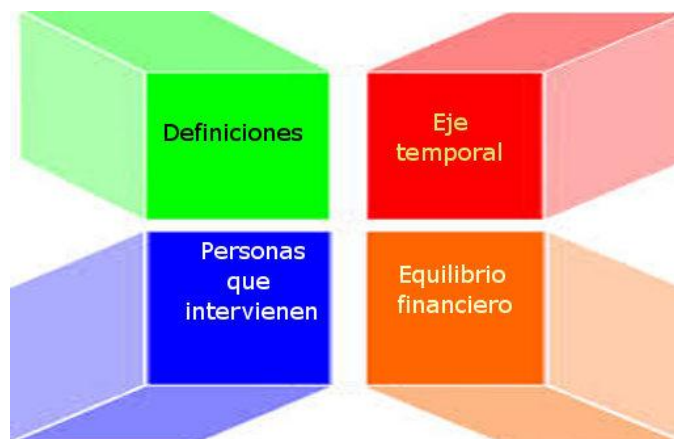 Definiciones
Eje
temporal
Personas
que
intervienen
Equilibrio
financiero